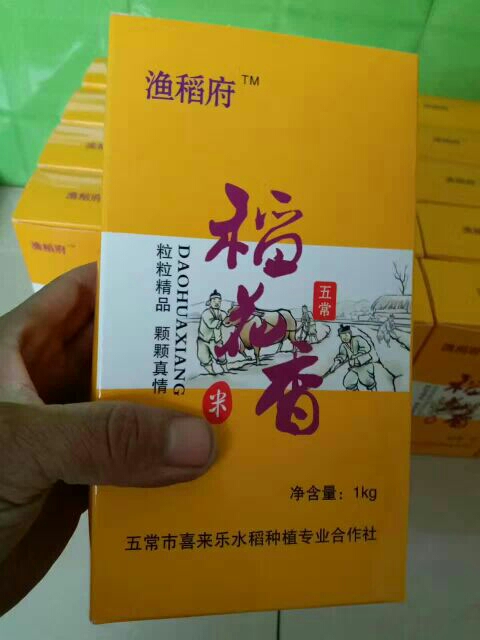 渔稻府™
稻花香
五常
米
DAOHUAXIANG
粒粒精品 颗颗真情
净含量：1kg
五常市喜来乐水稻种植专业合作社
渔稻府™